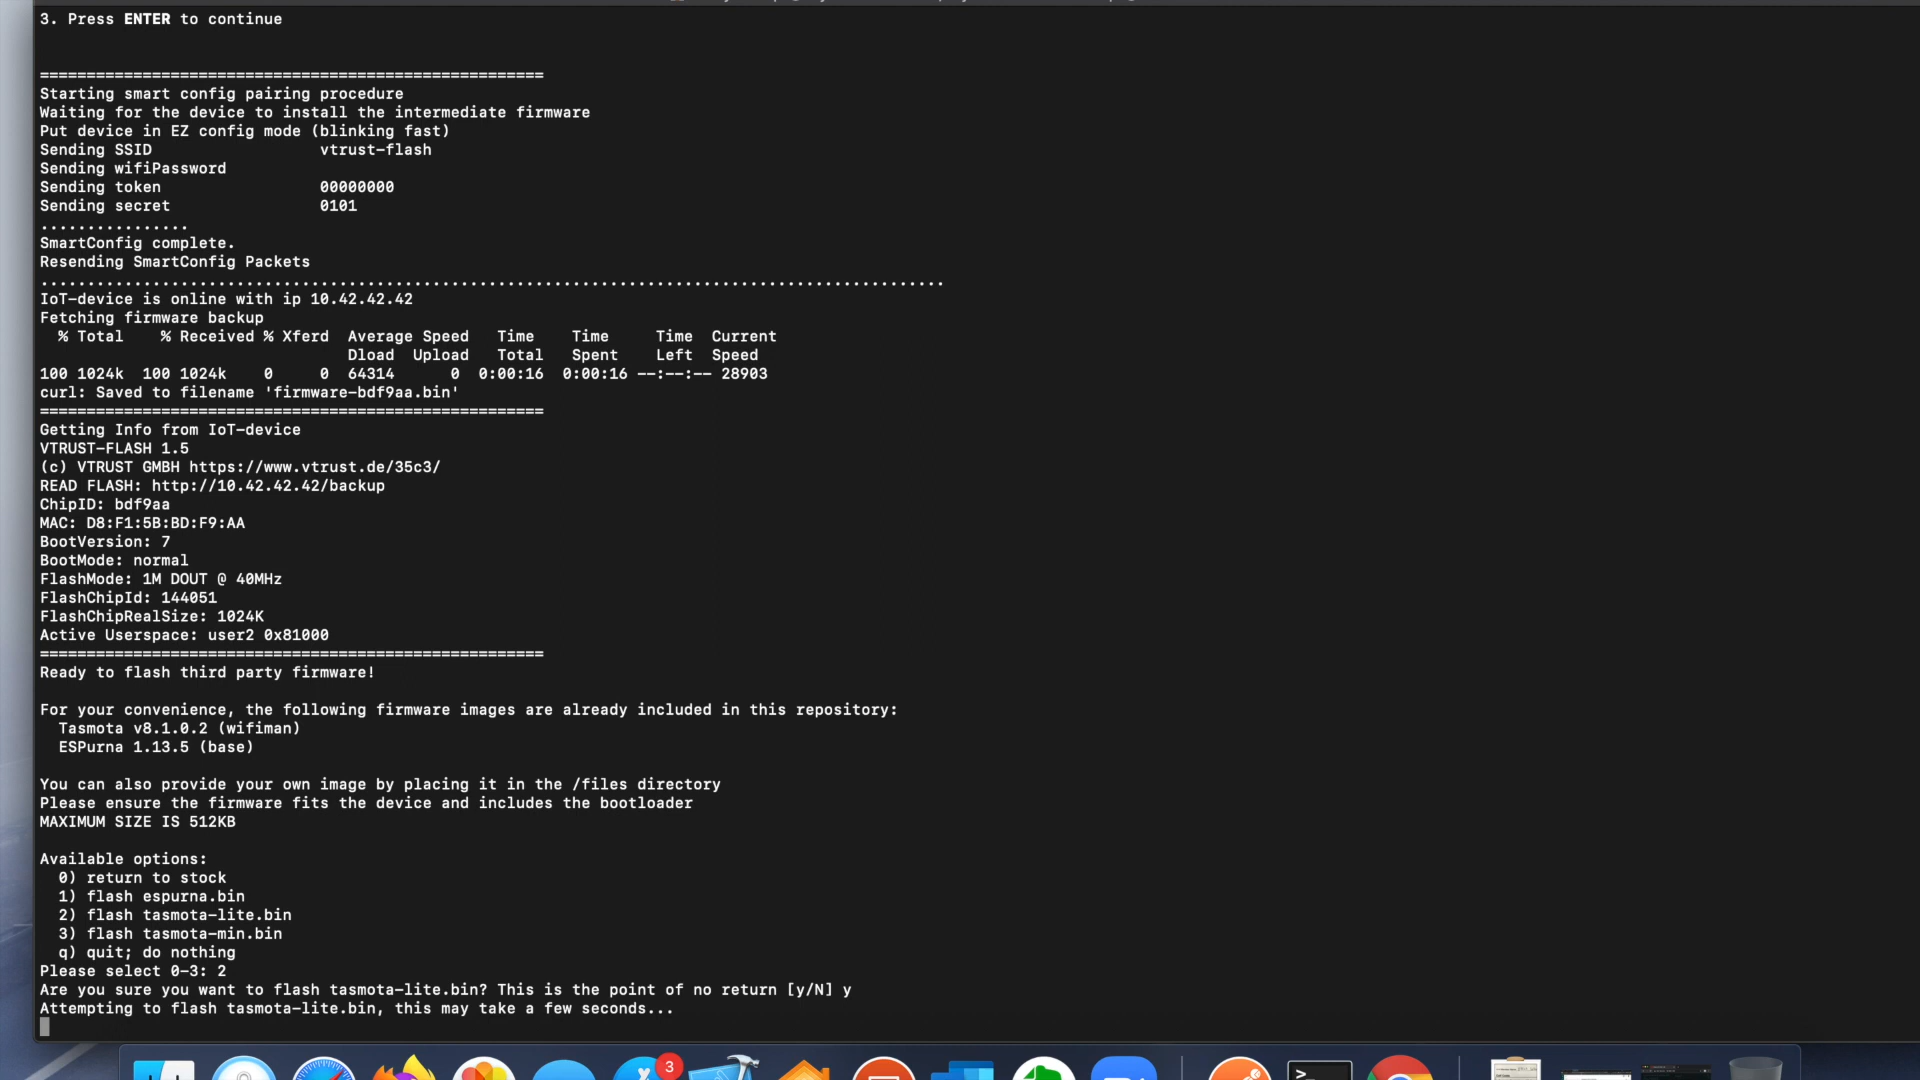 3. Press ENTER to continue
======================================================
Starting smart config pairing procedure
Waiting for the device to install the intermediate firmware
Put device in EZ config mode (blinking fast)
Sending SSID                  vtrust-flash
Sending wifiPassword
Sending token                 00000000
Sending secret                0101
................
SmartConfig complete.
Resending SmartConfig Packets
.................................................................................................
IoT-device is online with ip 10.42.42.42
Fetching firmware backup
  % Total    % Received % Xferd  Average Speed   Time    Time     Time  Current
                                 Dload  Upload   Total   Spent    Left  Speed
100 1024k  100 1024k    0     0  64314      0  0:00:16  0:00:16 --:--:-- 28903
curl: Saved to filename 'firmware-bdf9aa.bin'
======================================================
Getting Info from IoT-device
VTRUST-FLASH 1.5
(c) VTRUST GMBH https://www.vtrust.de/35c3/
READ FLASH: http://10.42.42.42/backup
ChipID: bdf9aa
MAC: D8:F1:5B:BD:F9:AA
BootVersion: 7
BootMode: normal
FlashMode: 1M DOUT @ 40MHz
FlashChipId: 144051
FlashChipRealSize: 1024K
Active Userspace: user2 0x81000
======================================================
Ready to flash third party firmware!
For your convenience, the following firmware images are already included in this repository:
  Tasmota v8.1.0.2 (wifiman)
  ESPurna 1.13.5 (base)
You can also provide your own image by placing it in the /files directory
Please ensure the firmware fits the device and includes the bootloader
MAXIMUM SIZE IS 512KB
Available options:
  0) return to stock
  1) flash espurna.bin
  2) flash tasmota-lite.bin
  3) flash tasmota-min.bin
  q) quit; do nothing
Please select 0-3: 2
Are you sure you want to flash tasmota-lite.bin? This is the point of no return [y/N] y
Attempting to flash tasmota-lite.bin, this may take a few seconds...
3
>_